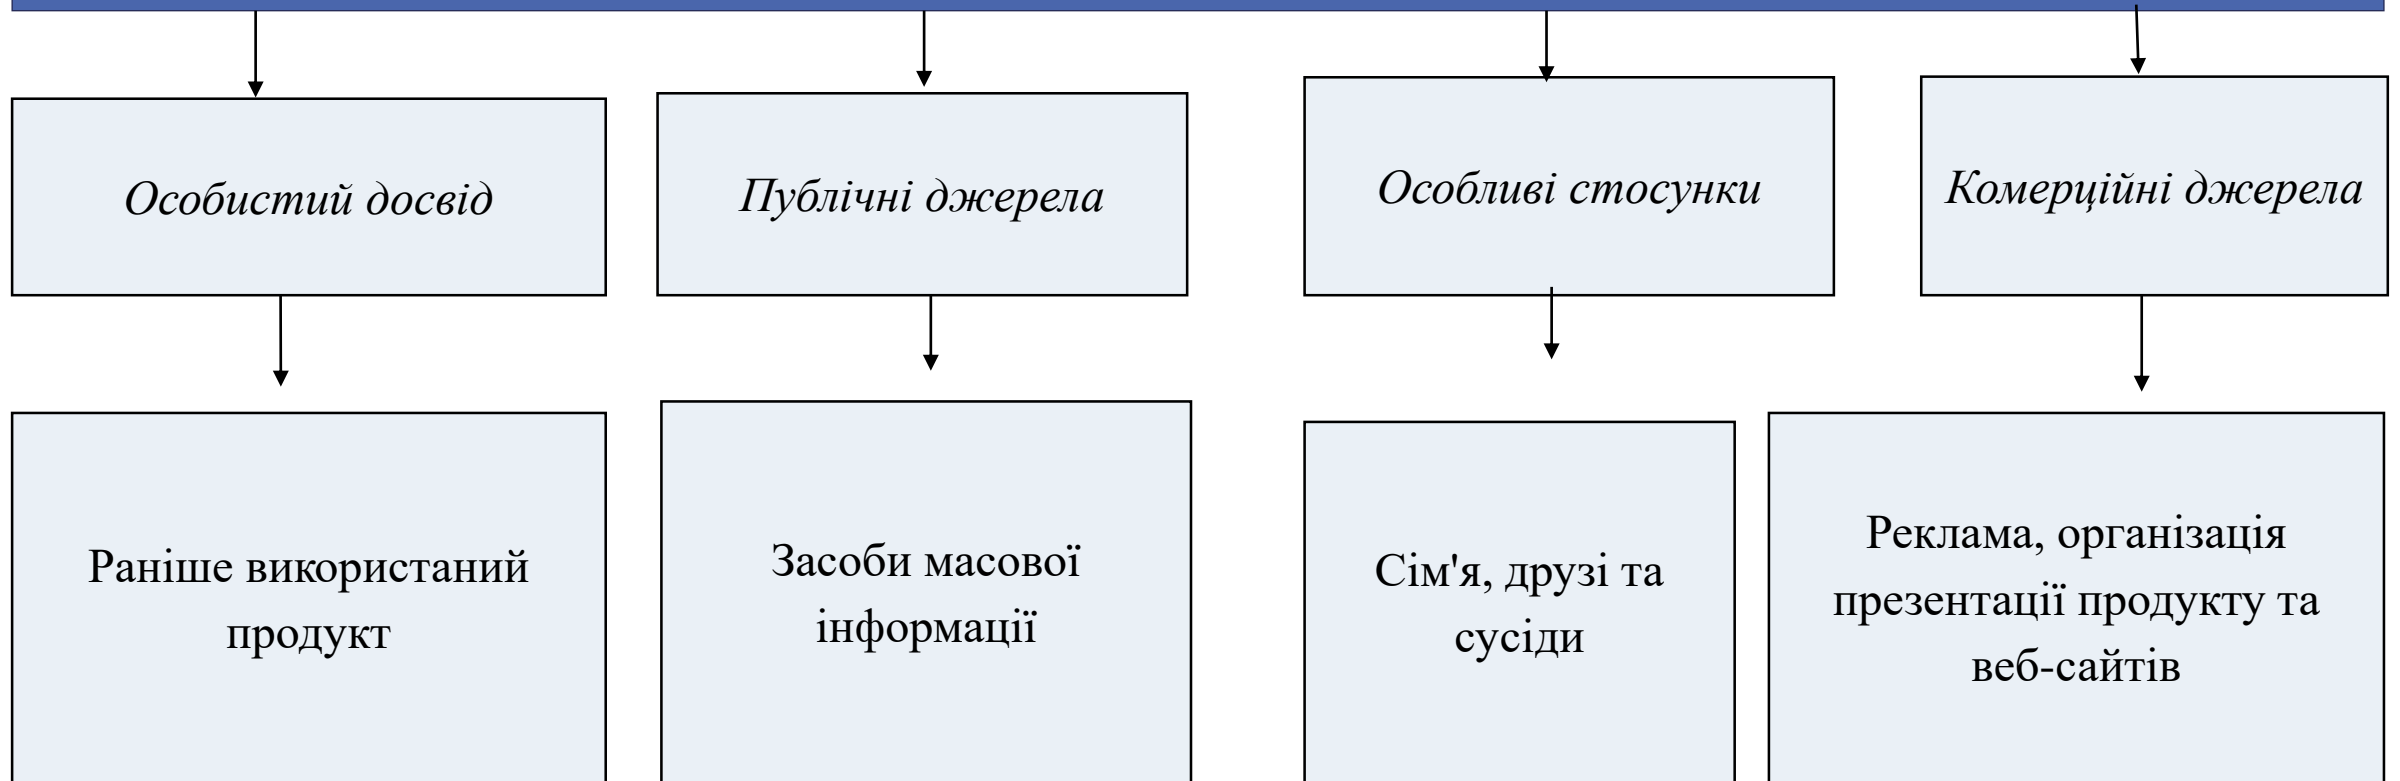 Особистий досвід
Публічні джерела
Особливі стосунки
Комерційні джерела
Раніше використаний
продукт
Засоби масової
інформації
Сім'я, друзі та
сусіди
Реклама, організація
презентації продукту та
веб-сайтів